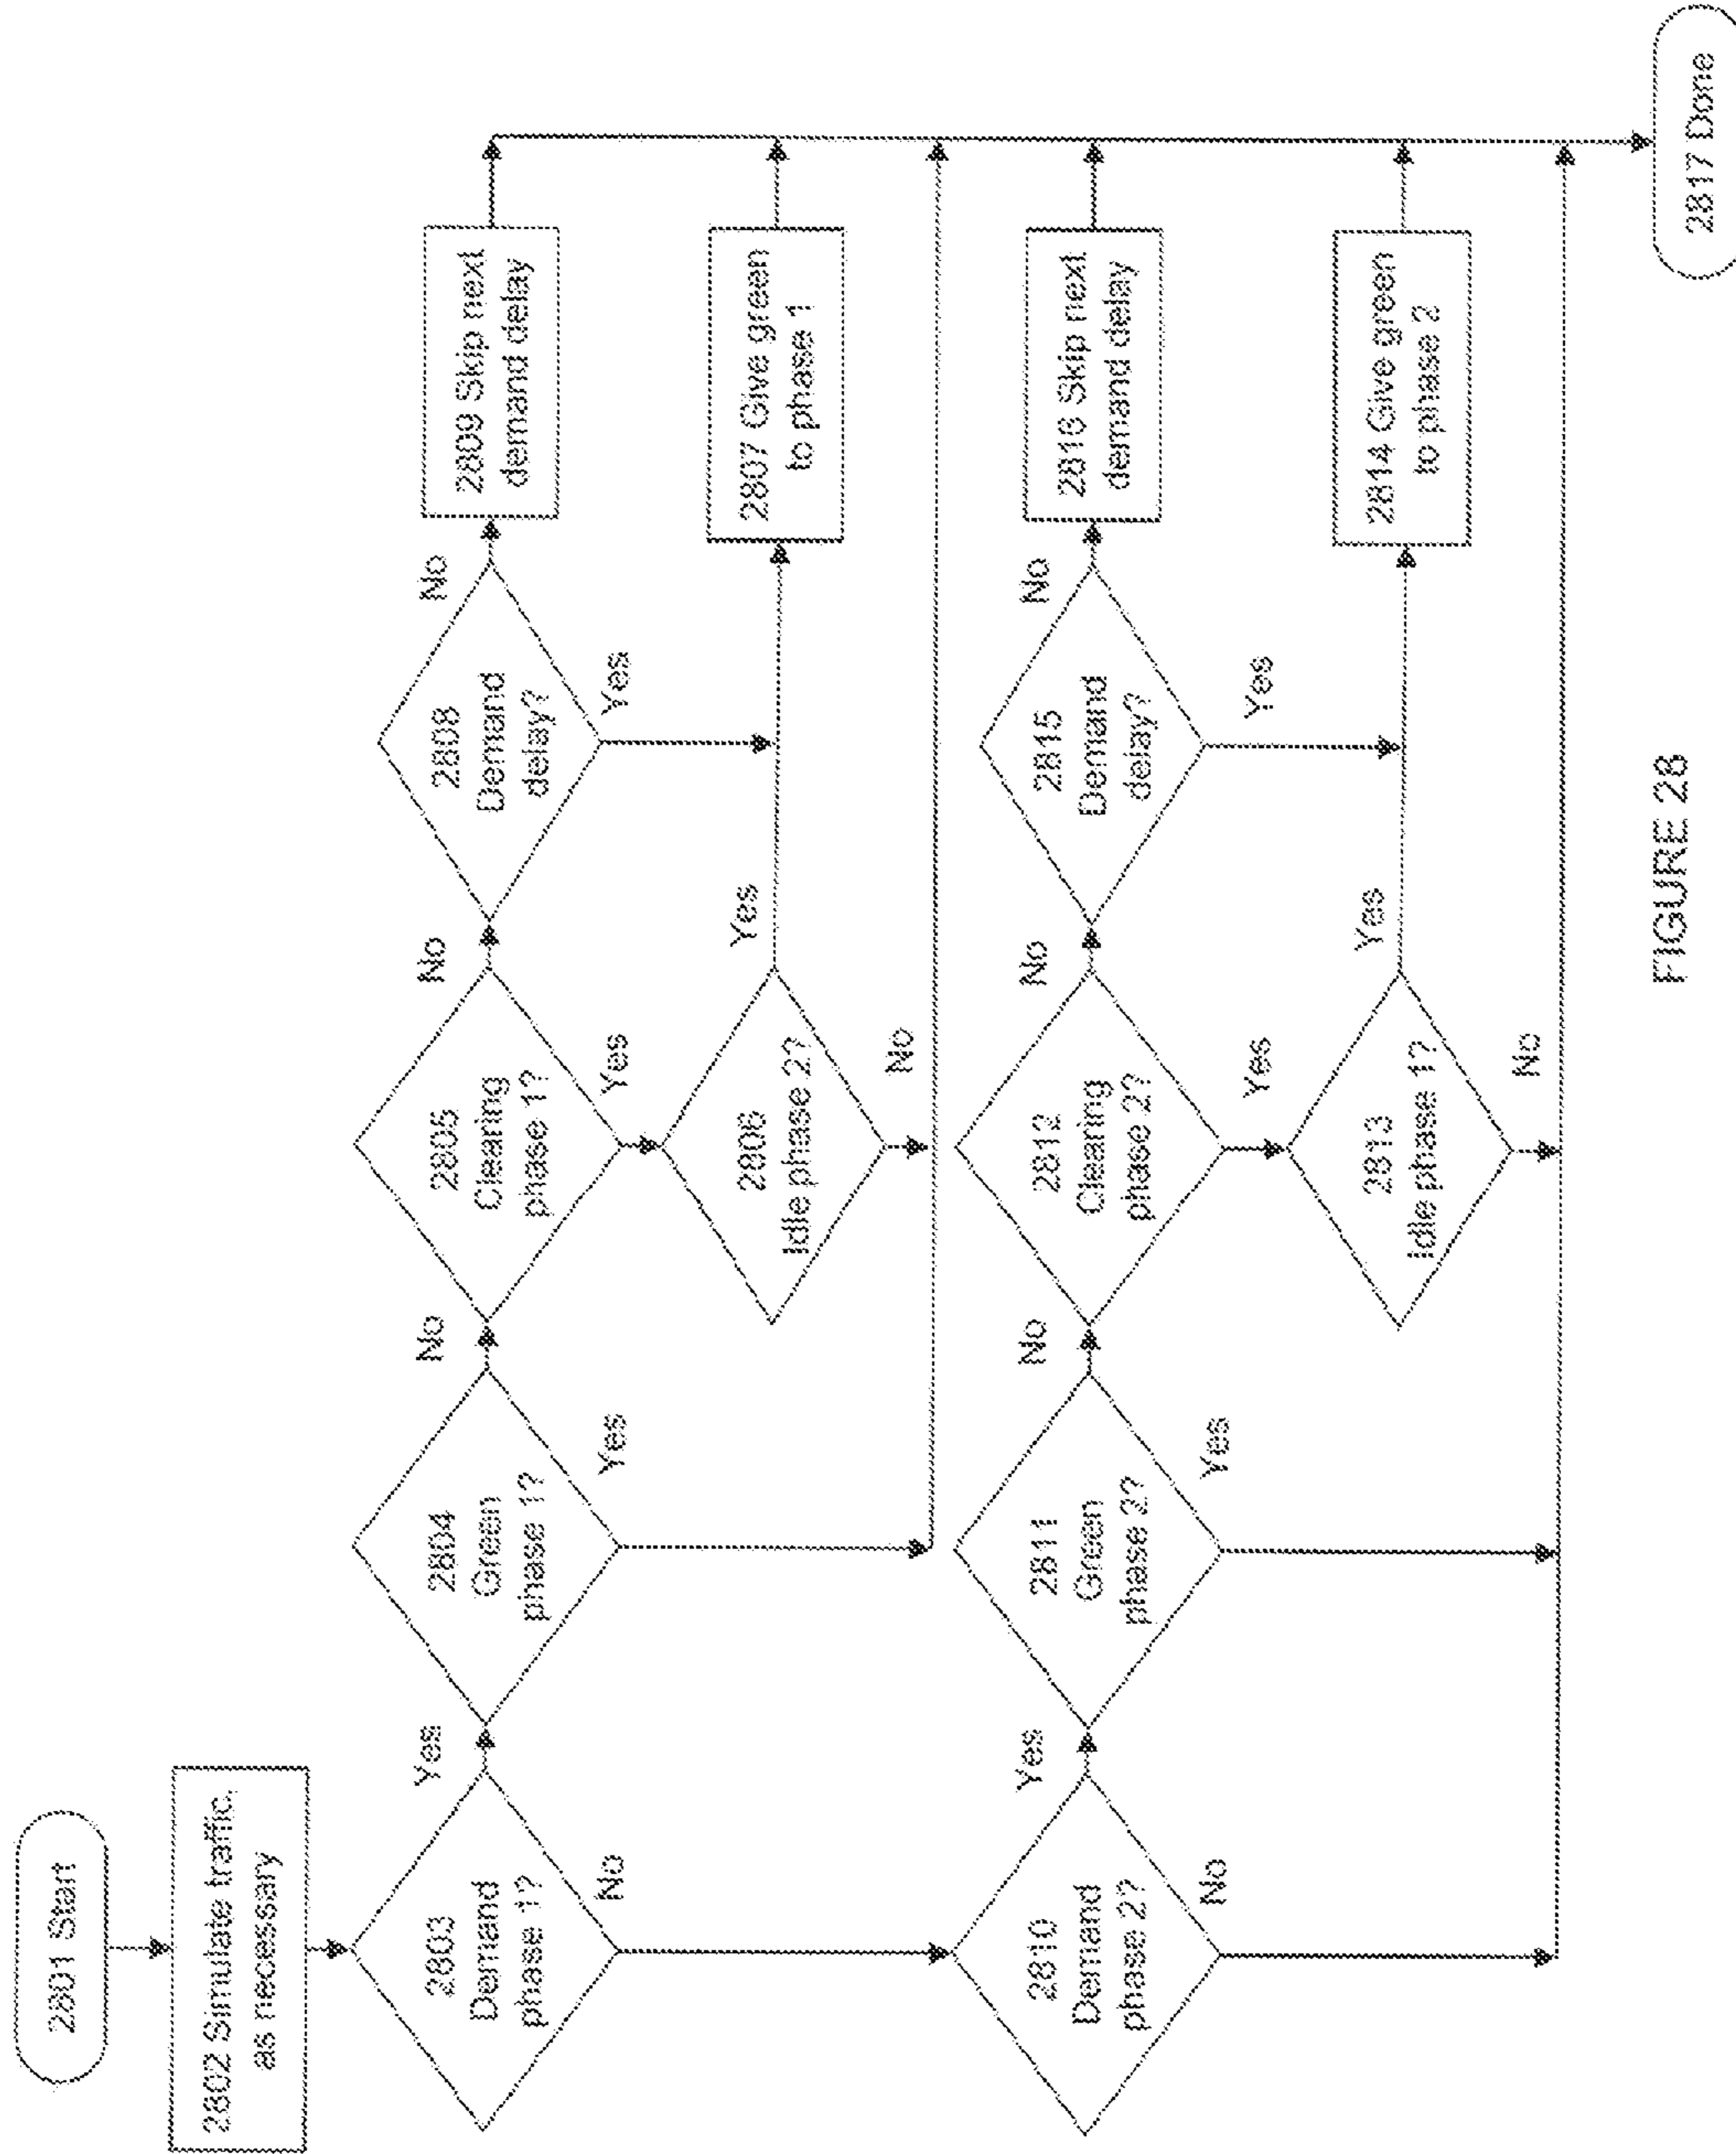 2801 Start
2802 Simulate traffic,
as necessary
2803
Demand
phase 1?
Yes
No
2804
Green
phase 1?
No
Yes
2805
Clearing
phase 1?
No
Yes
2808
Demand
delay?
No
Yes
2809 Skip next
demand delay
2806
Idle phase 2?
Yes
No
2807 Give green
to phase 1
2810
Demand
phase 2?
Yes
No
2811
Green
phase 2?
No
Yes
2812
Clearing
phase 2?
No
Yes
2815
Demand
delay?
No
Yes
2816 Skip next
demand delay
2813
Idle phase 1?
Yes
No
2814 Give green
to phase 2
2817 Done
FIGURE 28